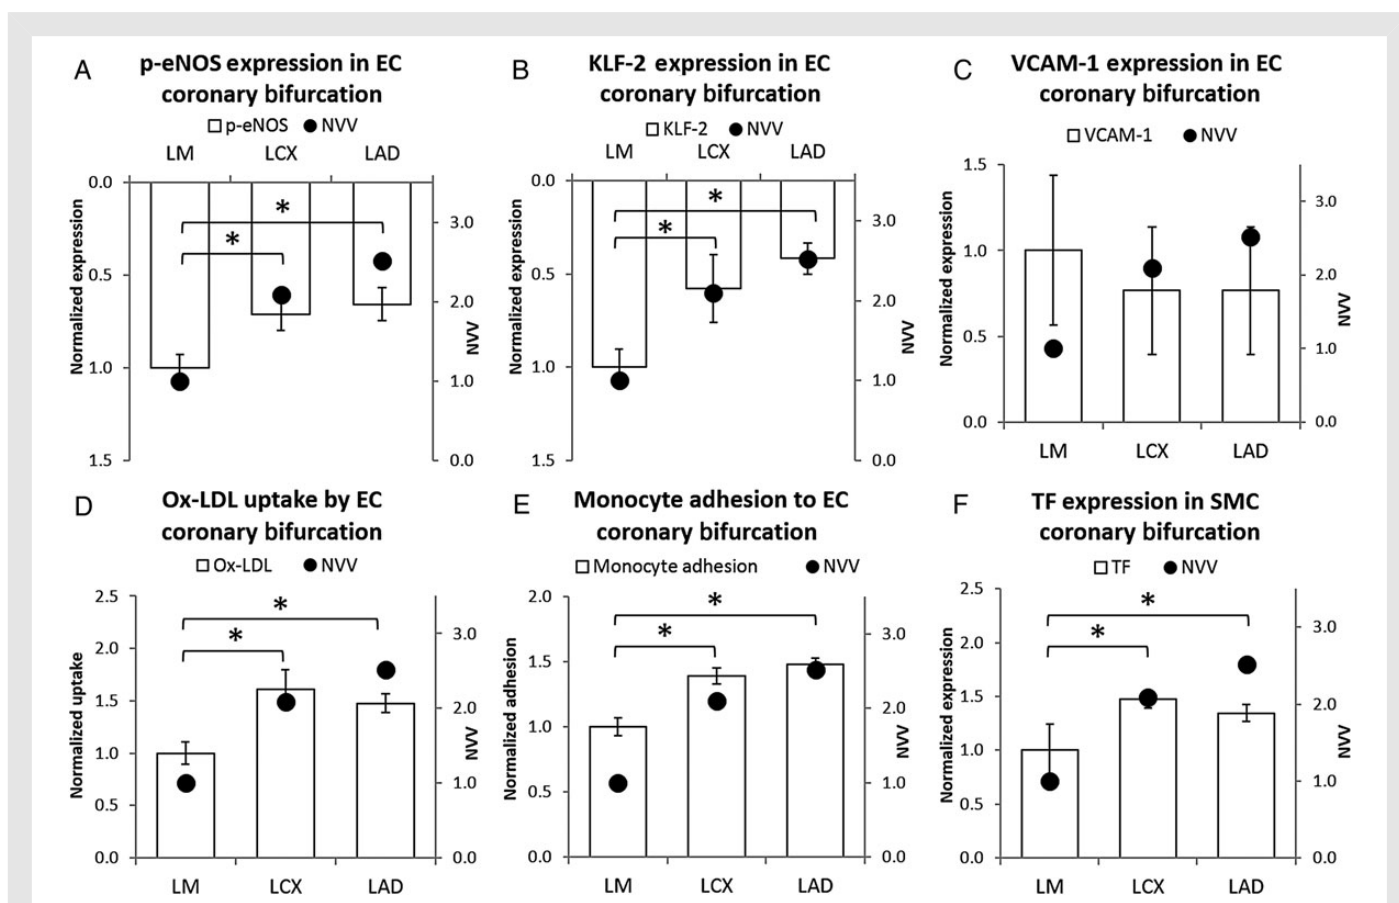 A
p-eNOS expression in EC
coronary bifurcation
p-eNOS NVV
LM LCX LAD
0.0
0.5
1.0
1.5
Normalized expression
*
*
3.0
2.0
1.0
0.0
NVV
B
KLF-2 expression in EC
coronary bifurcation
KLF-2 NVV
LM LCX LAD
0.0
0.5
1.0
1.5
Normalized expression
*
*
3.0
2.0
1.0
0.0
NVV
C
VCAM-1 expression in EC
coronary bifurcation
VCAM-1 NVV
1.5
1.0
0.5
0.0
Normalized expression
3.0
2.0
1.0
0.0
NVV
LM LCX LAD
D
Ox-LDL uptake by EC
coronary bifurcation
Ox-LDL NVV
2.5
2.0
1.5
1.0
0.5
0.0
Normalized uptake
*
*
3.0
2.0
1.0
0.0
NVV
LM LCX LAD
E
Monocyte adhesion to EC
coronary bifurcation
Monocyte adhesion NVV
2.0
1.5
1.0
0.5
0.0
Normalized adhesion
*
*
3.0
2.0
1.0
0.0
NVV
LM LCX LAD
F
TF expression in SMC
coronary bifurcation
TF NVV
2.5
2.0
1.5
1.0
0.5
0.0
Normalized expression
*
*
3.0
2.0
1.0
0.0
NVV
LM LCX LAD